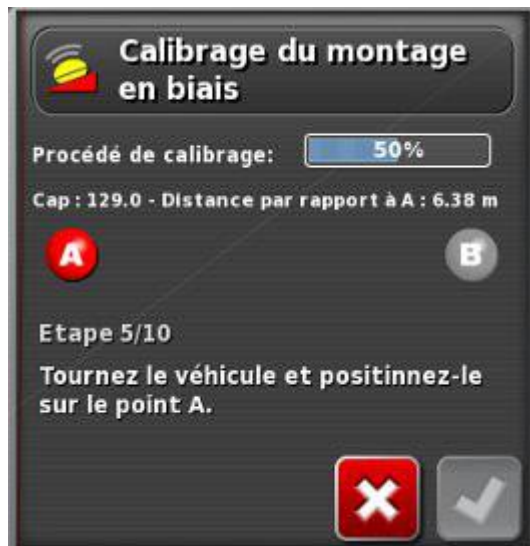 Calibrage du montage
en biais
Procédé de calibrage: 50%
Cap : 129.0 - Distance par rapport à A : 6.38 m
A B
Etape 5/10
Tournez le véhicule et positinnez-le
sur le point A.